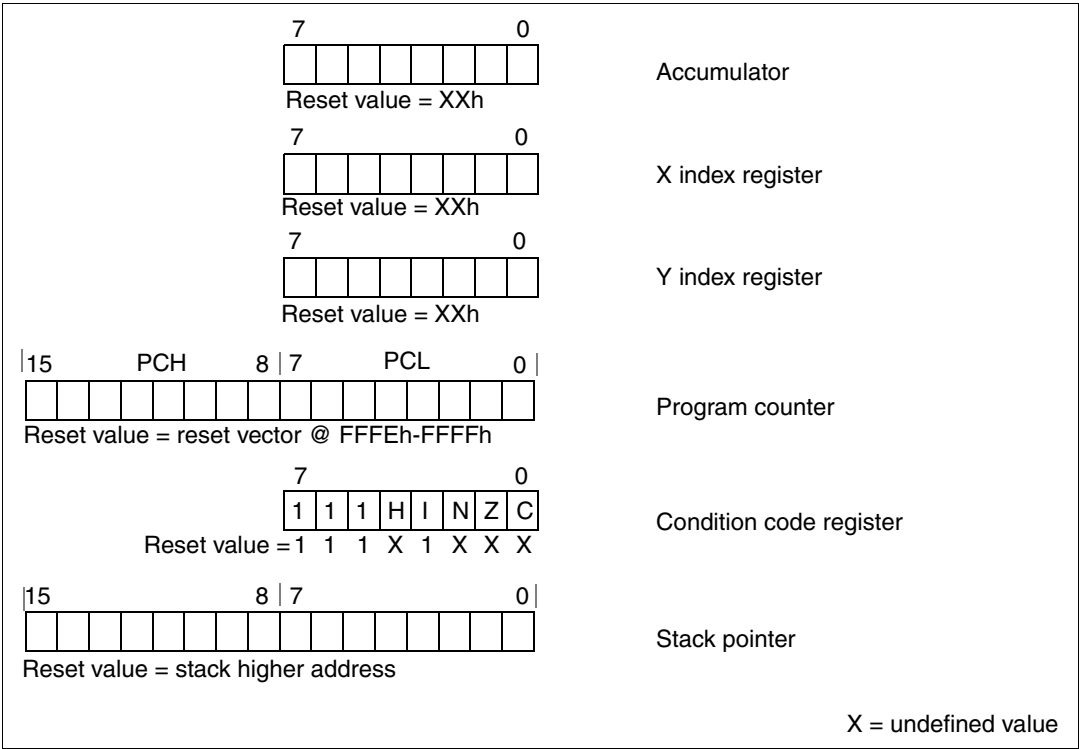 7 0
Accumulator
Reset value = XXh
7 0
X index register
Reset value = XXh
7 0
Y index register
Reset value = XXh
15 PCH 8 7 PCL 0
Program counter
Reset value = reset vector @ FFFEh-FFFFh
7 0
1 1 1 H I N Z C
Condition code register
Reset value = 1 1 1 X 1 X X X
15 8 7 0
Stack pointer
Reset value = stack higher address
X = undefined value